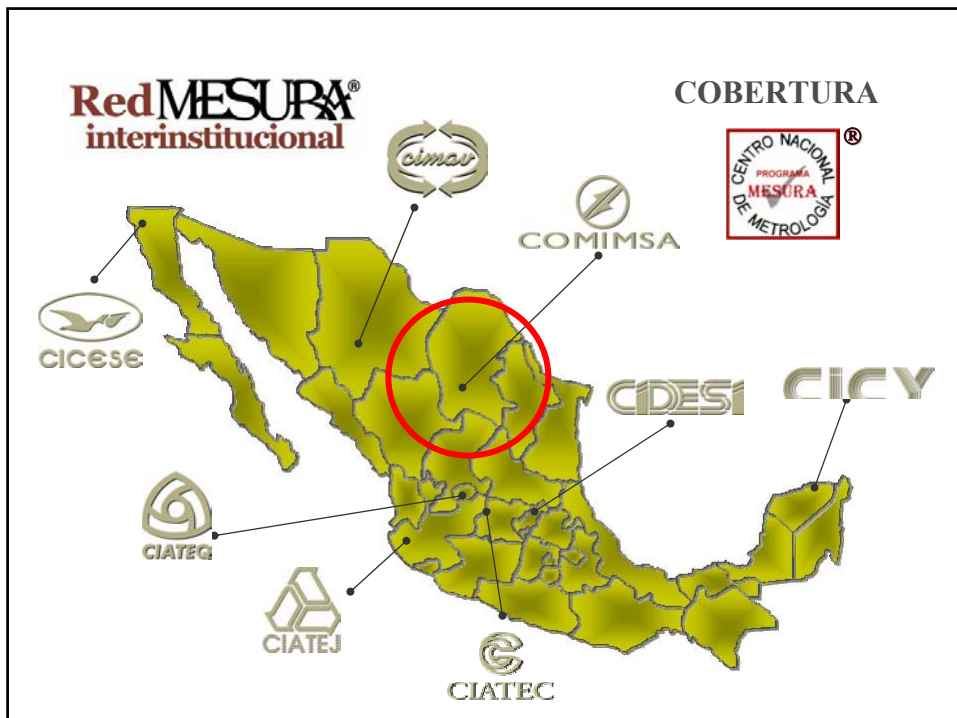 RedMESURA®
interinstitucional
COBERTURA
CENTRO NACIONAL
DE METROLOGÍA
PROGRAMA
MESURA
®
cimav
COMIMSA
CICESE
CIDESI
CICY
CIATEQ
CIATEJ
CIATEC